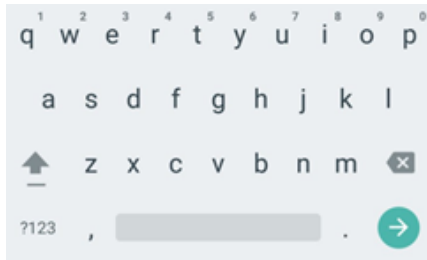 1 2 3 4 5 6 7 8 9 0
q w e r t y u i o p
a s d f g h j k l
z x c v b n m
?123 , .